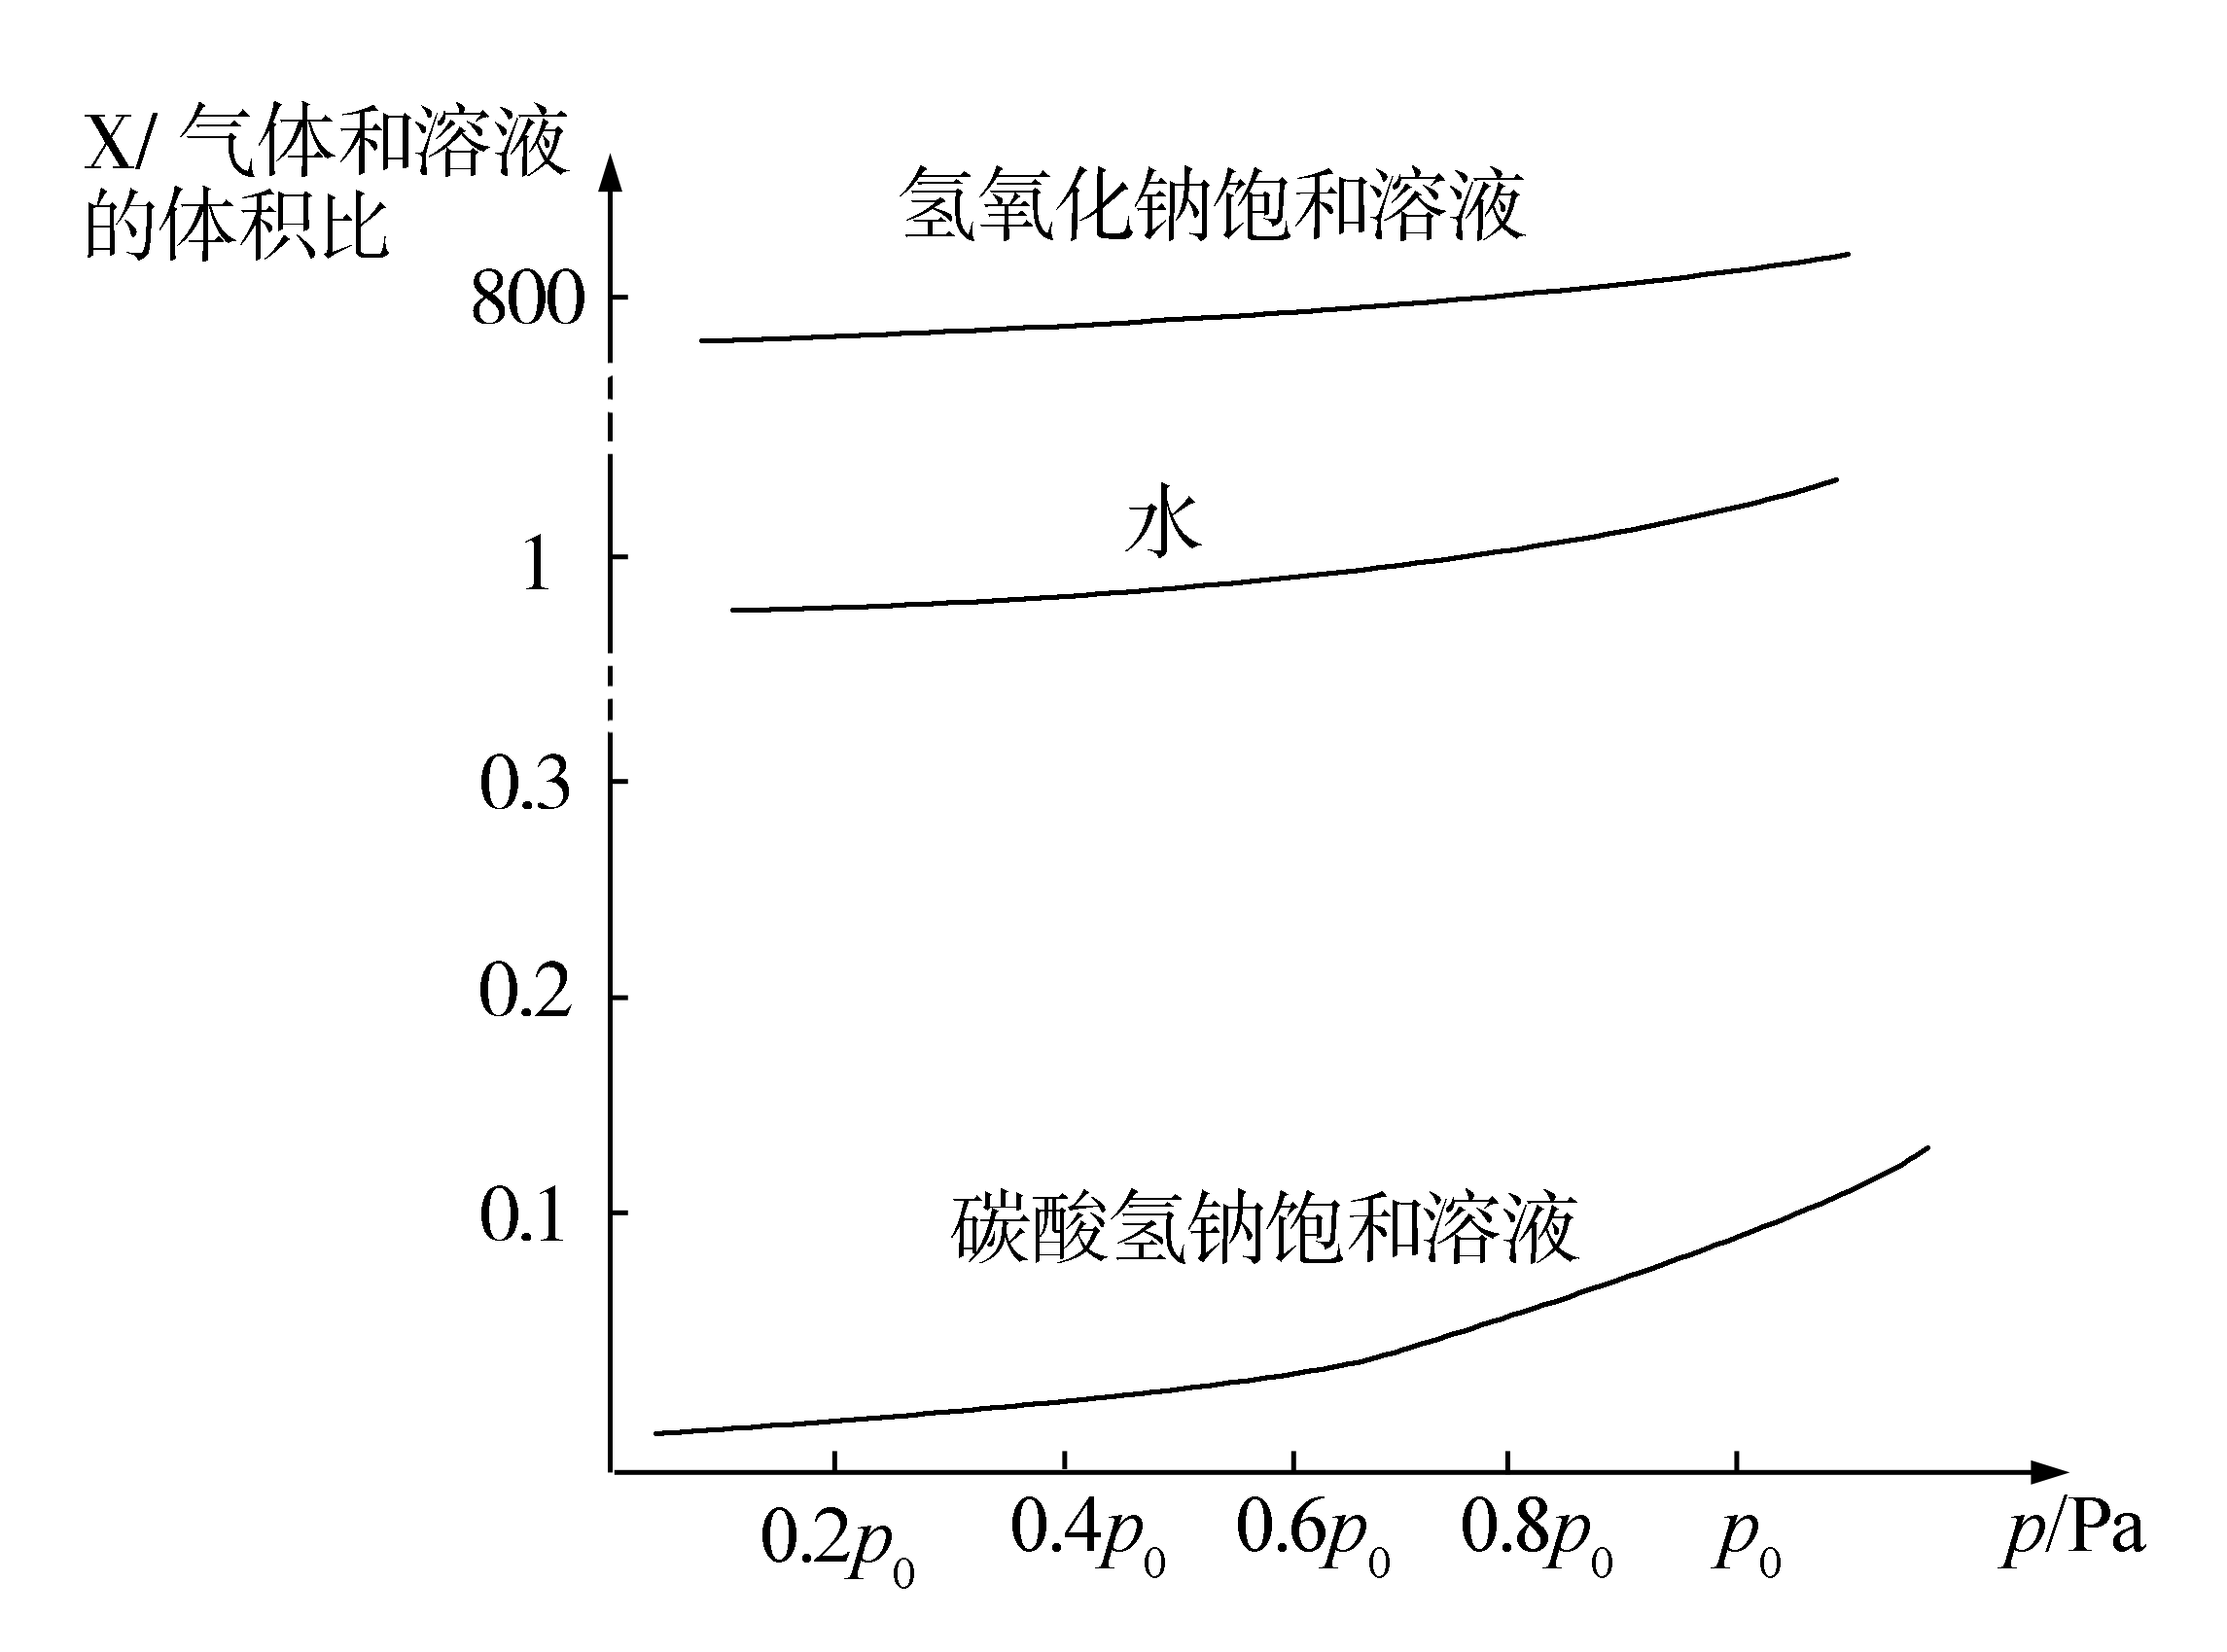 X/ 气体和溶液
的体积比
氢氧化钠饱和溶液
800
水
1
0.3
0.2
0.1
碳酸氢钠饱和溶液
0.2p₀
0.4p₀
0.6p₀
0.8p₀
p₀
p/Pa